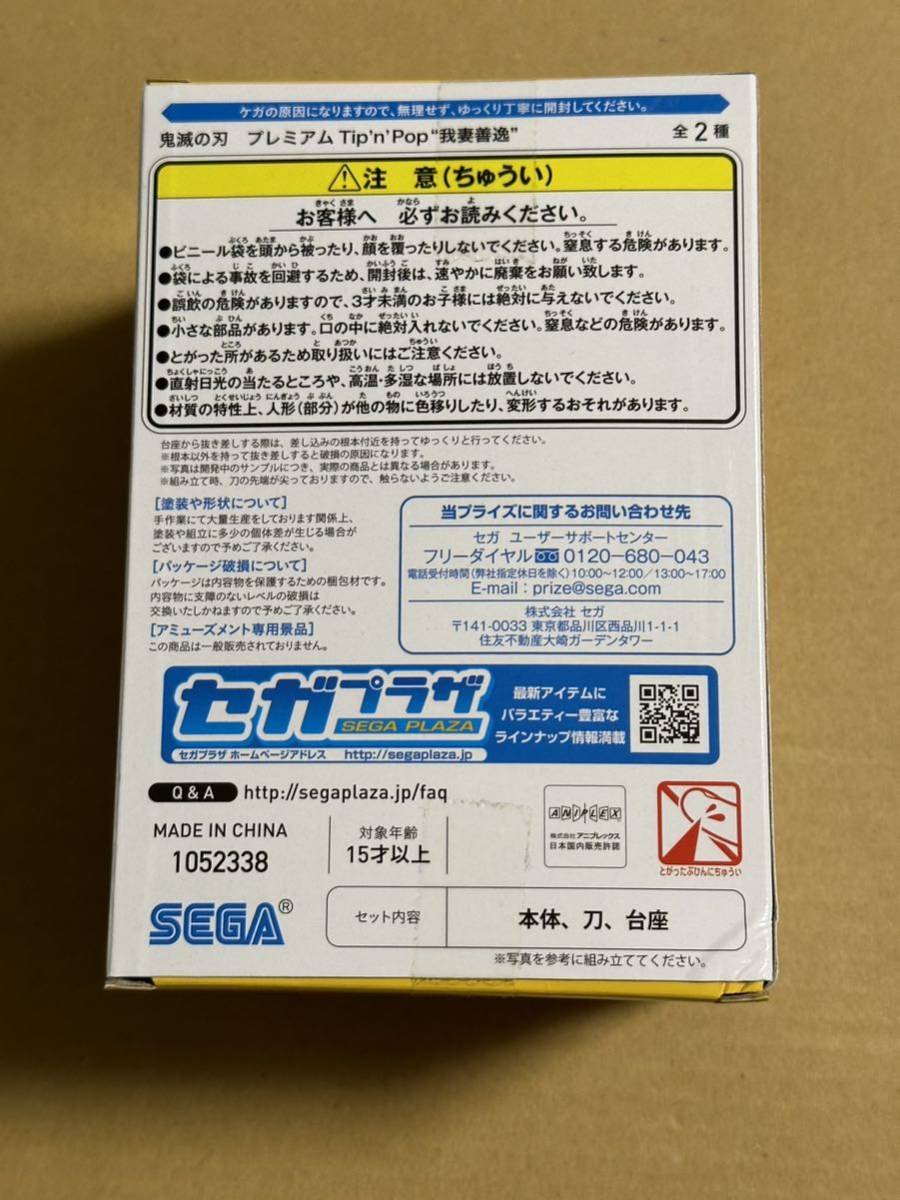 ケガの原因になりますので、無理せず、ゆっくり丁寧に開封してください。
鬼滅の刃 プレミアム Tip'n'Pop "我妻善逸" 全2種
⚠注 意(ちゅうい)
お客様へ 必ずお読みください。
●ビニール袋を頭から被ったり、顔を覆ったりしないでください。窒息する危険があります。
●袋による事故を回避するため、開封後は、速やかに廃棄をお願い致します。
●誤飲の危険がありますので、3才未満のお子様には絶対に与えないでください。
●小さな部品があります。口の中に絶対入れないでください。窒息などの危険があります。
●とがった所があるため取り扱いにはご注意ください。
●直射日光の当たるところや、高温・多湿な場所には放置しないでください。
●材質の特性上、人形(部分)が他の物に色移りしたり、変形するおそれがあります。
台座から抜き差しする際は、差し込みの根本付近を持ってゆっくりと行ってください。
※根本以外を持って抜き差しすると破損の原因になります。
※写真は開発中のサンプルにつき、実際の商品とは異なる場合があります。
※組み立て時、刀の先端が尖っておりますので、触らないようご注意ください。
[塗装や形状について]
手作業にて大量生産をしております関係上、
塗装や組立に多少の個体差が生じる場合が
ございますので予めご了承ください。
[パッケージ破損について]
パッケージは内容物を保護するための梱包材です。
内容物に支障のないレベルの破損は
交換いたしかねますので予めご了承ください。
[アミューズメント専用景品]
この商品は一般販売されておりません。
当プライズに関するお問い合わせ先
セガ ユーザーサポートセンター
フリーダイヤル 0120-680-043
電話受付時間(弊社指定休日を除く)10:00~12:00/13:00~17:00
E-mail:prize@sega.com
株式会社 セガ
〒141-0033 東京都品川区西品川1-1-1
住友不動産大崎ガーデンタワー
セガプラザ
SEGA PLAZA
セガプラザ ホームページアドレス http://segaplaza.jp
最新アイテムに
バラエティー豊富な
ラインナップ情報満載
Q & A http://segaplaza.jp/faq
MADE IN CHINA
1052338
対象年齢
15才以上
ANIPLEX
株式会社アニプレックス
日本国内販売許諾
とがったぶひんにちゅうい
SEGA®
セット内容
本体、刀、台座
※写真を参考に組み立ててください。